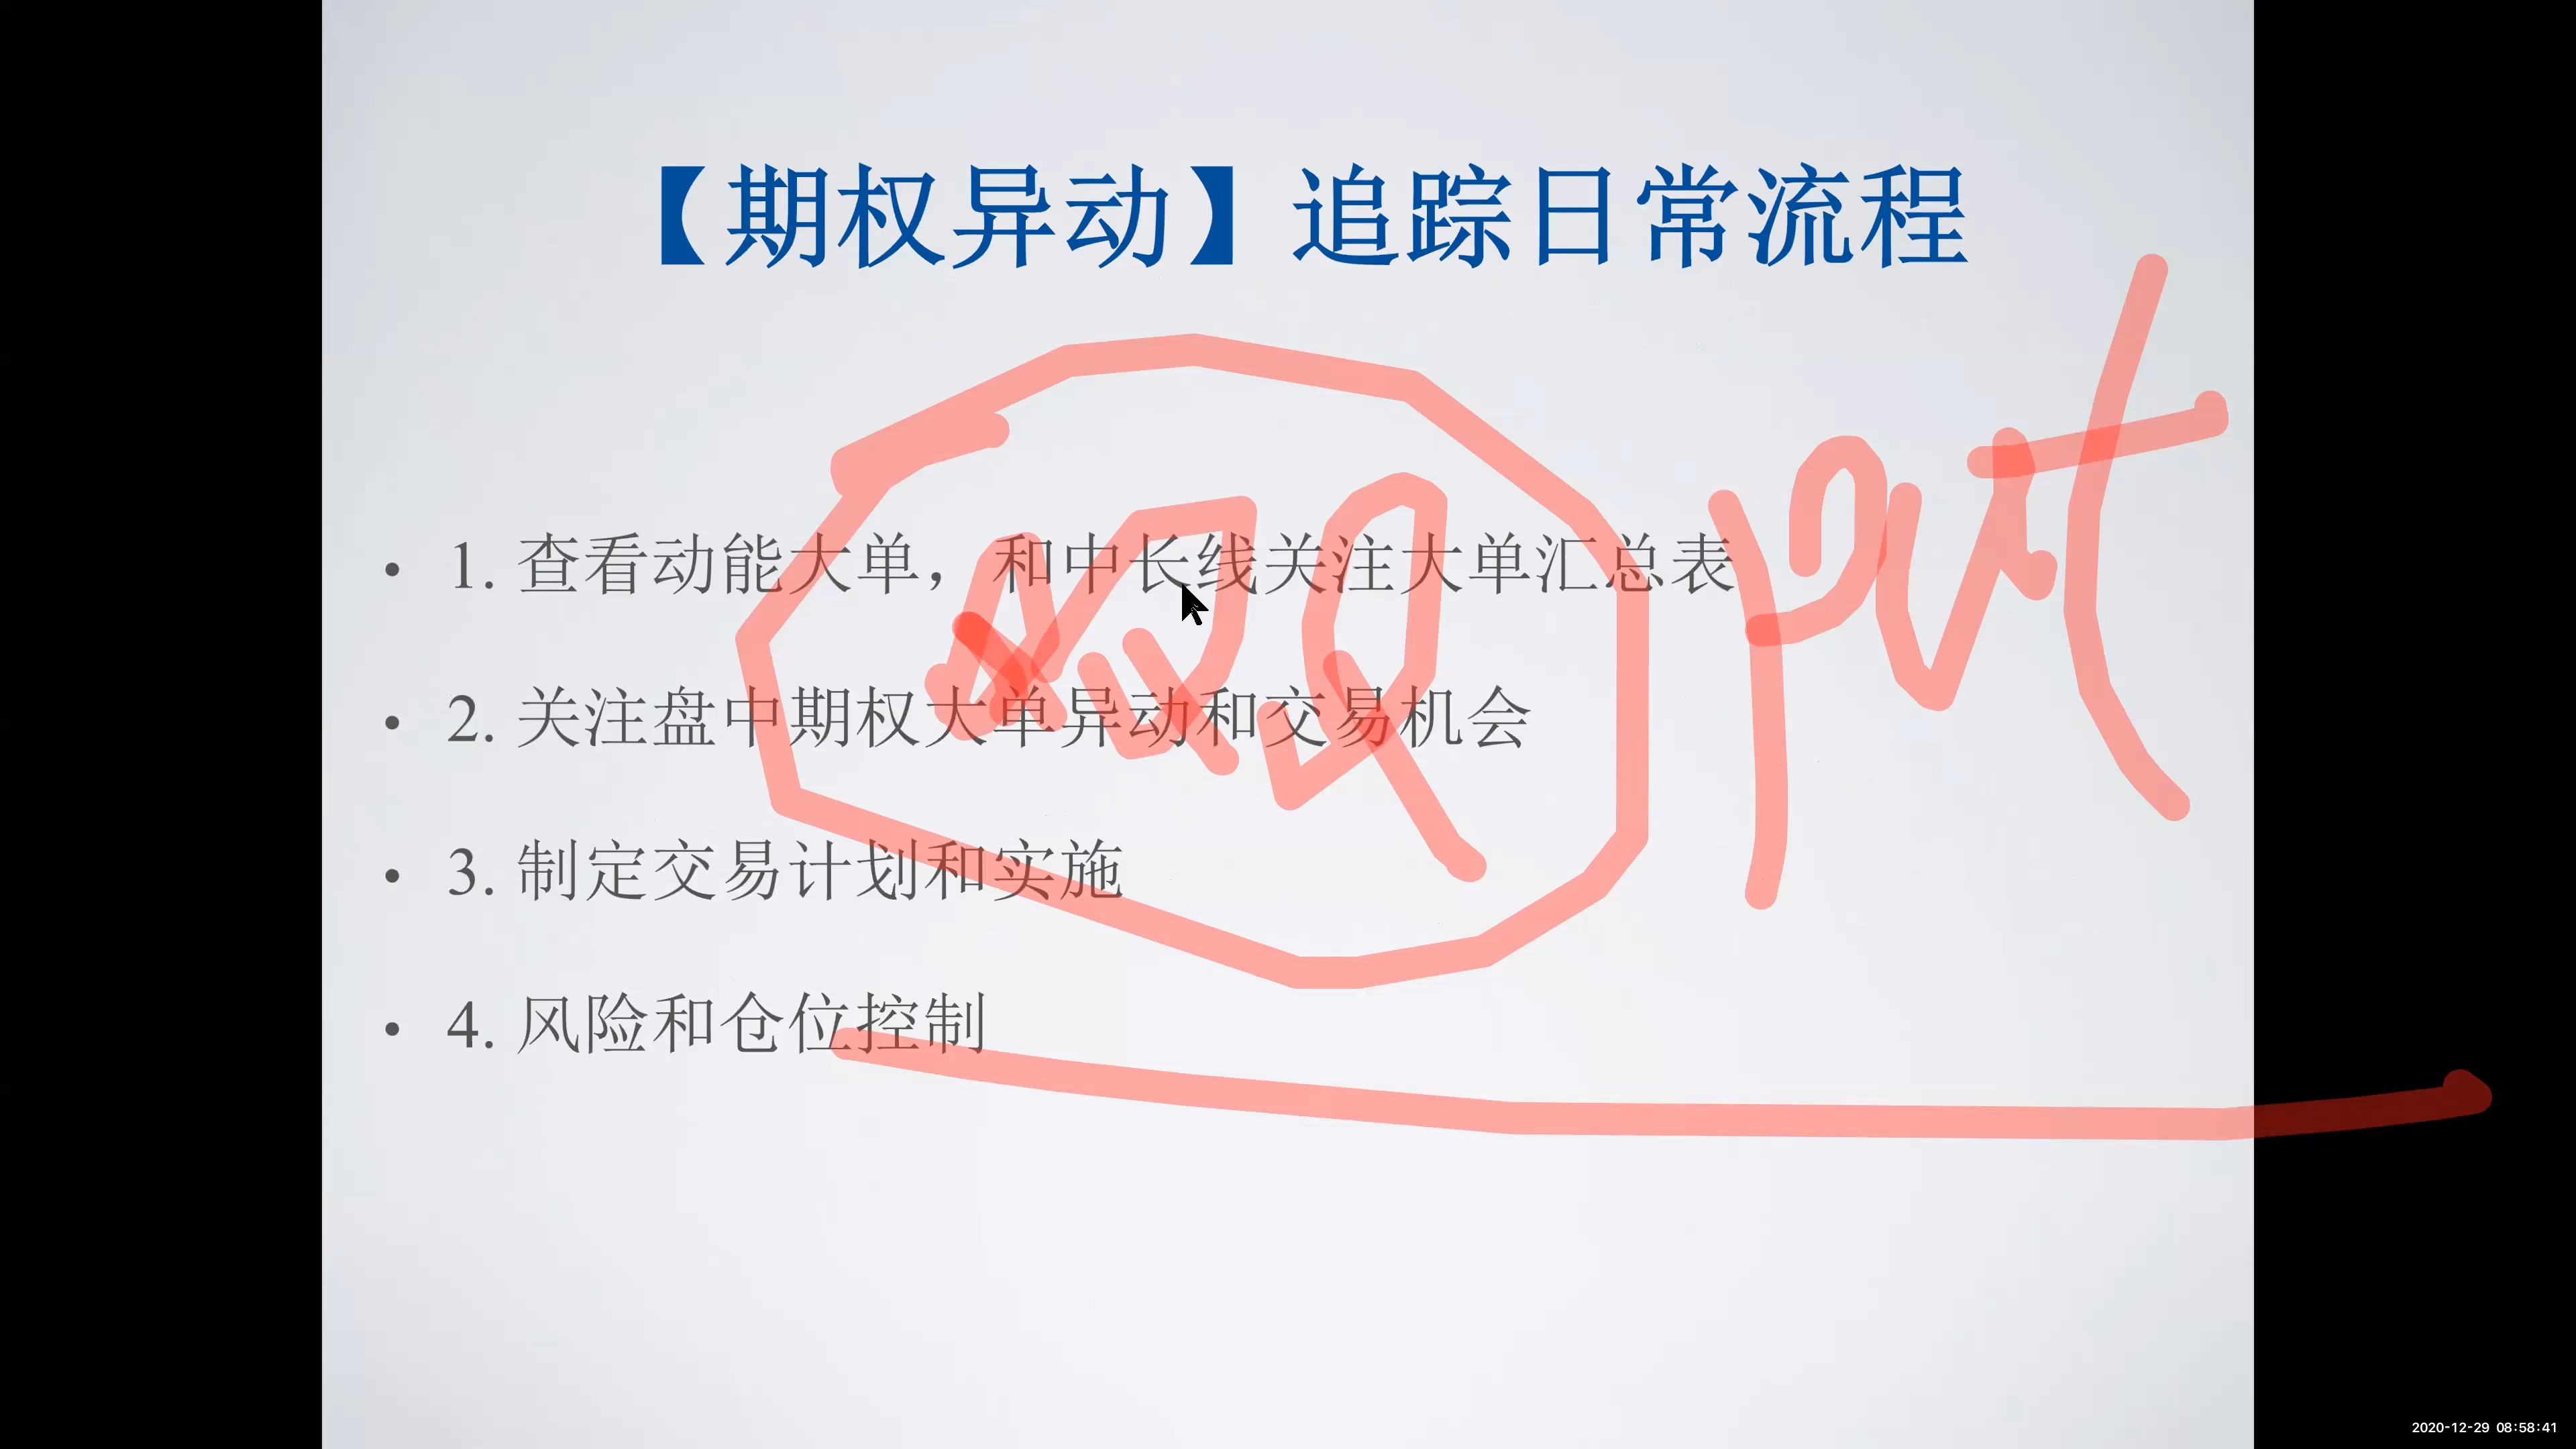 【期权异动】追踪日常流程
• 1. 查看动能大单，和中长线关注大单汇总表
• 2. 关注盘中期权大单异动和交易机会
• 3. 制定交易计划和实施
• 4. 风险和仓位控制
put
2020-12-29 08:58:41